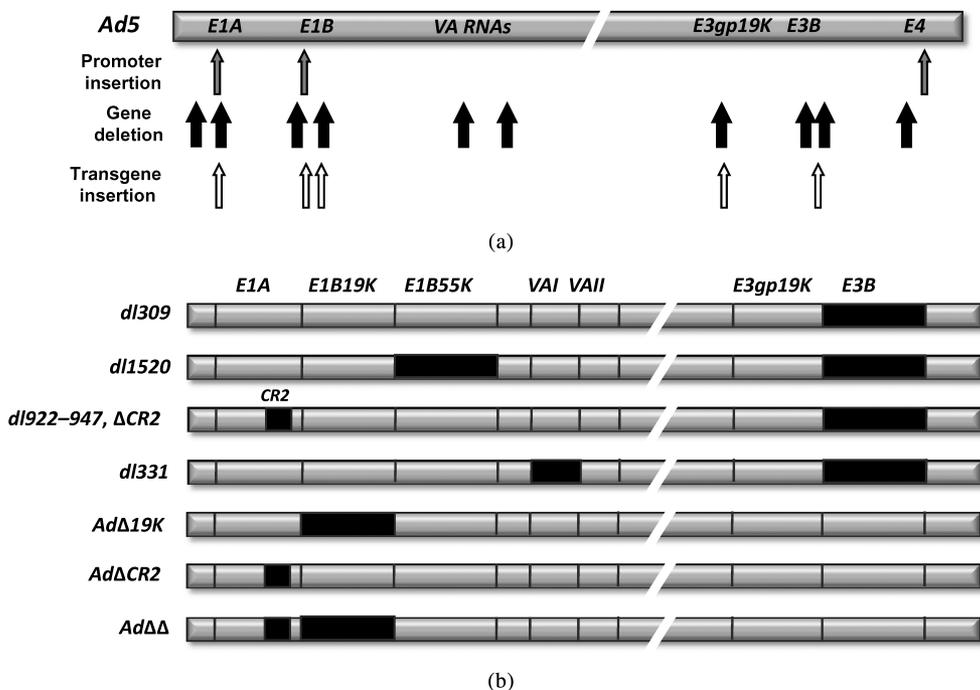 Ad5 E1A E1B VA RNAs E3gp19K E3B E4
Promoter
insertion
Gene
deletion
Transgene
insertion
(a)
E1A E1B19K E1B55K VAI VAII E3gp19K E3B
dl309
dl1520
CR2
dl922–947, ΔCR2
dl331
AdΔ19K
AdΔCR2
AdΔΔ
(b)